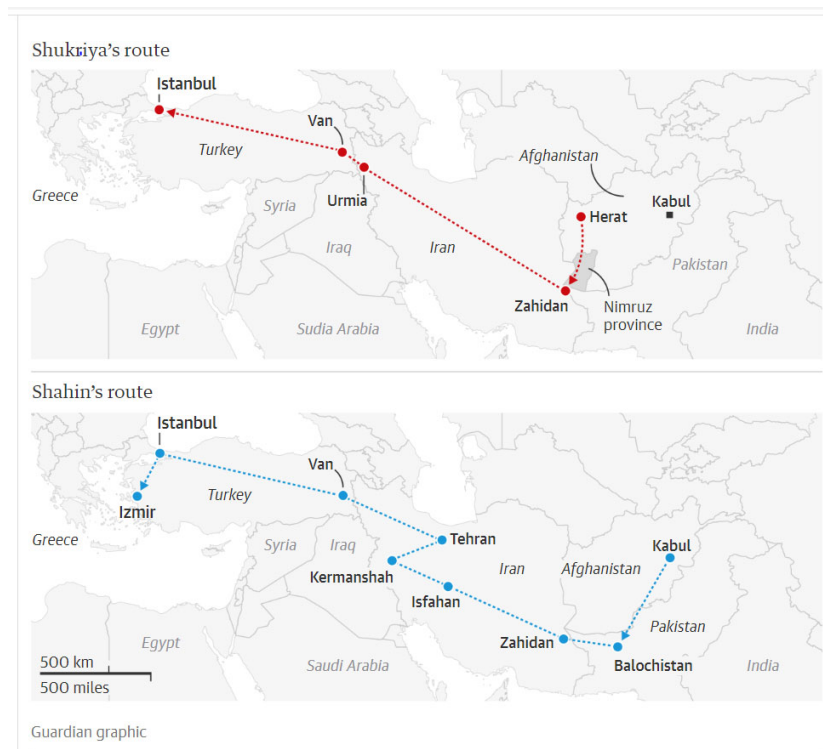 Shukriya's route
Istanbul
Van
Turkey
Afghanistan
Greece
Syria
Urmia
Kabul
Herat
Iraq
Iran
Pakistan
Zahidan
Nimruz
province
Egypt
Sudia Arabia
India
Shahin's route
Istanbul
Van
Turkey
Izmir
Greece
Syria
Iraq
Tehran
Kabul
Kermanshah
Iran
Afghanistan
Isfahan
Pakistan
Egypt
Zahidan
500 km
500 miles
Saudi Arabia
Balochistan
India
Guardian graphic